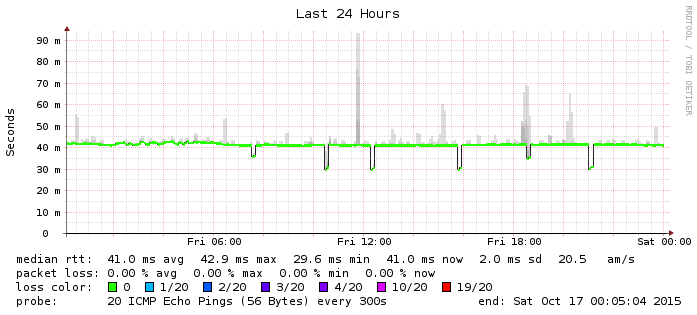 Last 24 Hours
RRDTOOL / TOBI OETIKER
Seconds
90 m
80 m
70 m
60 m
50 m
40 m
30 m
20 m
10 m
0
Fri 06:00 Fri 12:00 Fri 18:00 Sat 00:00
median rtt: 41.0 ms avg 42.9 ms max 29.6 ms min 41.0 ms now 2.0 ms sd 20.5 am/s
packet loss: 0.00 % avg 0.00 % max 0.00 % min 0.00 % now
loss color: 0 1/20 2/20 3/20 4/20 10/20 19/20
probe: 20 ICMP Echo Pings (56 Bytes) every 300s end: Sat Oct 17 00:05:04 2015